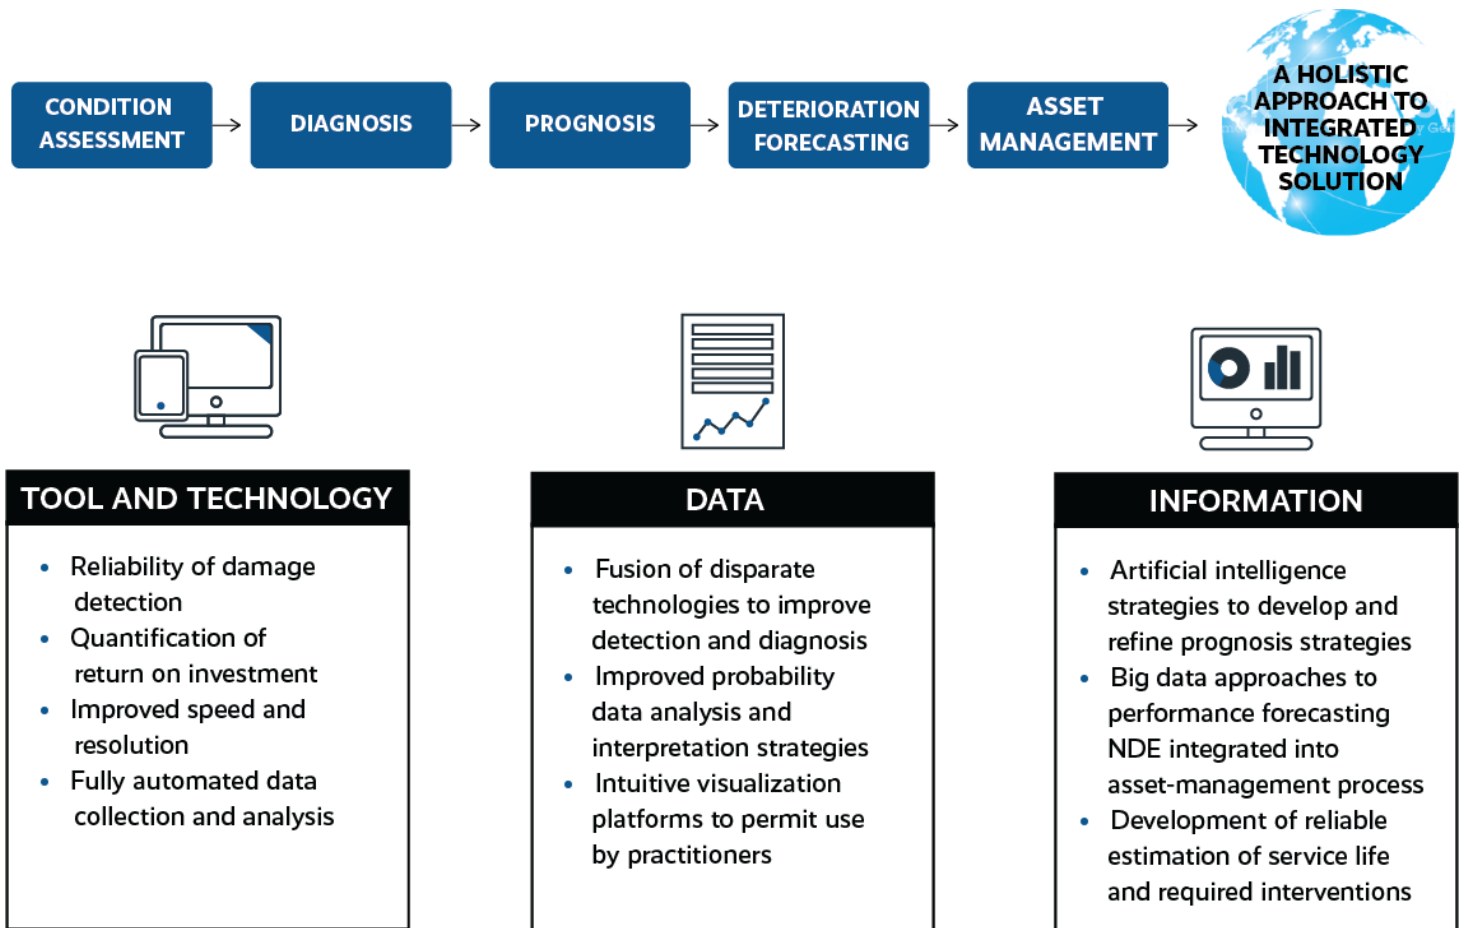 CONDITION
ASSESSMENT
DIAGNOSIS
PROGNOSIS
DETERIORATION
FORECASTING
ASSET
MANAGEMENT
A HOLISTIC
APPROACH TO
INTEGRATED
TECHNOLOGY
SOLUTION
TOOL AND TECHNOLOGY
• Reliability of damage
detection
• Quantification of
return on investment
• Improved speed and
resolution
• Fully automated data
collection and analysis
DATA
• Fusion of disparate
technologies to improve
detection and diagnosis
• Improved probability
data analysis and
interpretation strategies
• Intuitive visualization
platforms to permit use
by practitioners
INFORMATION
• Artificial intelligence
strategies to develop and
refine prognosis strategies
• Big data approaches to
performance forecasting
NDE integrated into
asset-management process
• Development of reliable
estimation of service life
and required interventions